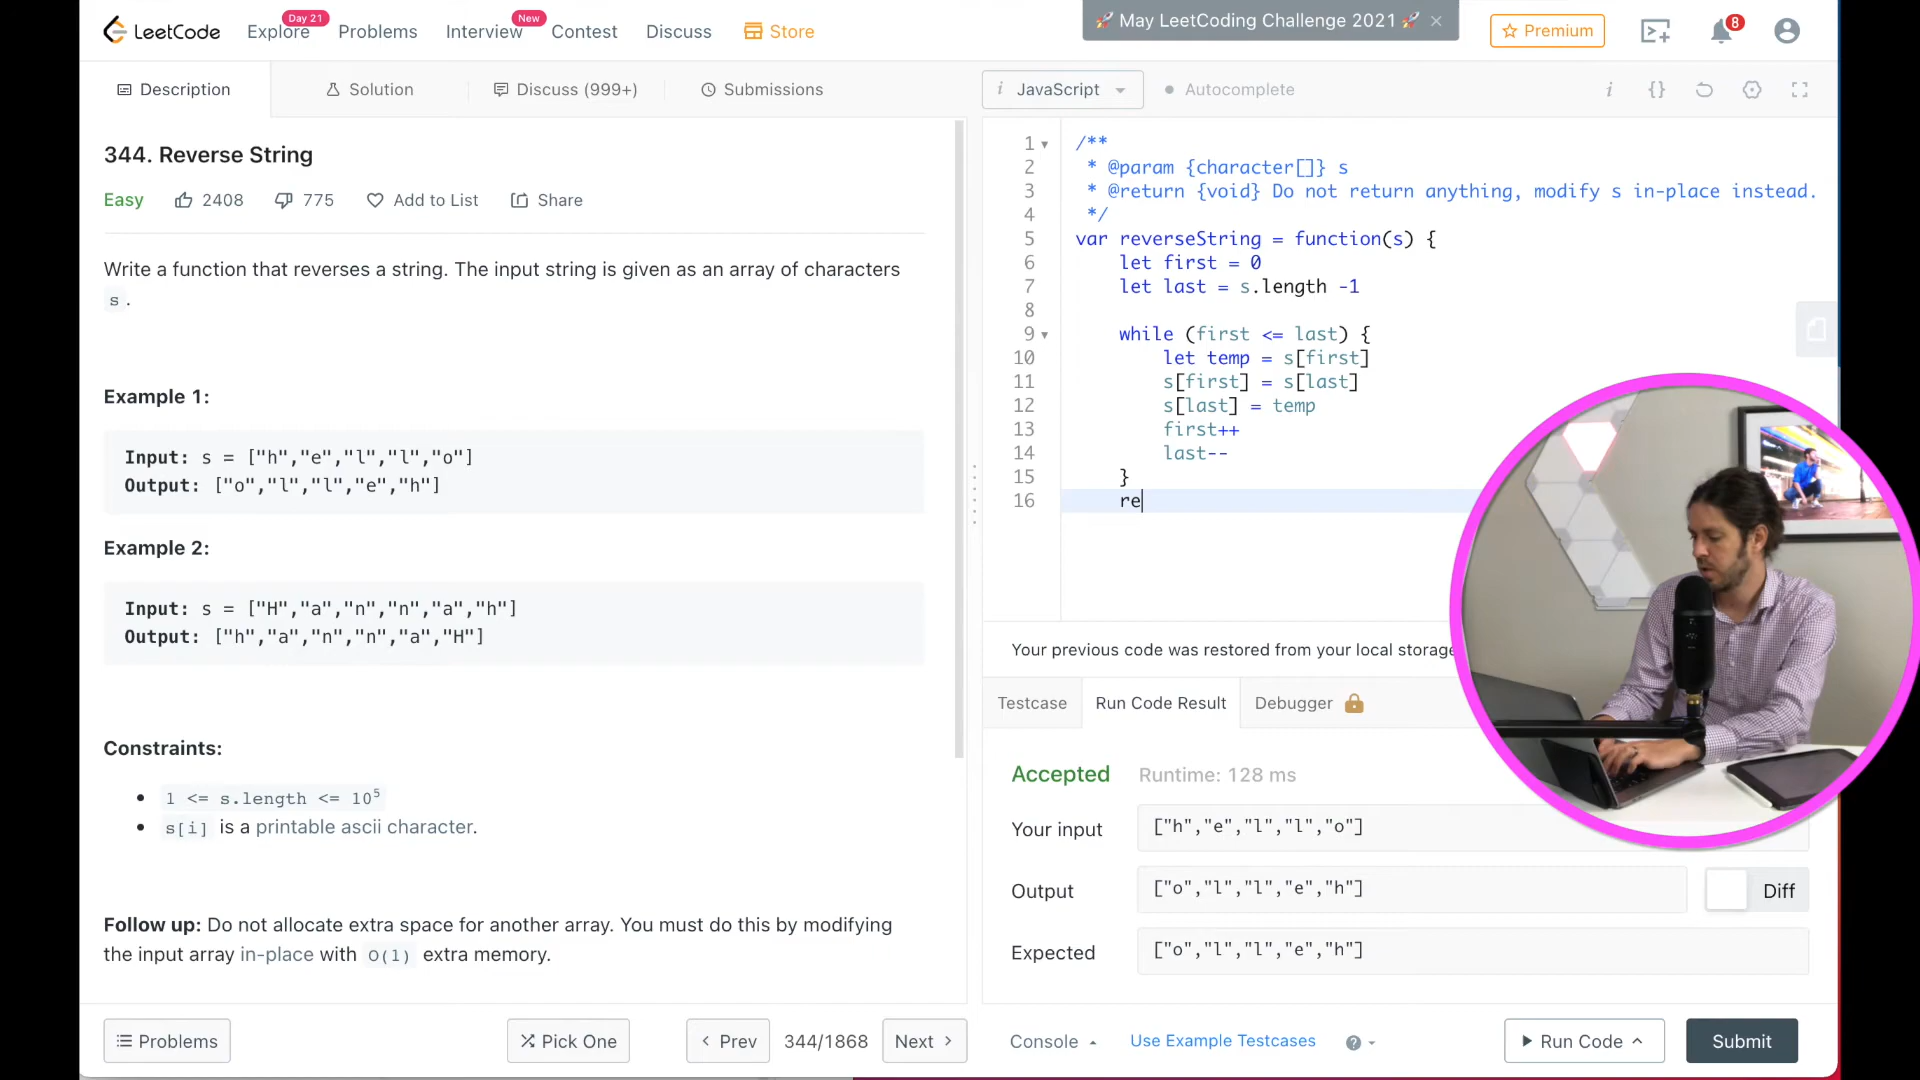 LeetCode Explore Day 21 Problems Interview New Contest Discuss Store
🚀 May LeetCoding Challenge 2021 🚀 ×
Premium 8
Description Solution Discuss (999+) Submissions
344. Reverse String
Easy 2408 775 Add to List Share
Write a function that reverses a string. The input string is given as an array of characters
s .
Example 1:
Input: s = ["h","e","l","l","o"]
Output: ["o","l","l","e","h"]
Example 2:
Input: s = ["H","a","n","n","a","h"]
Output: ["h","a","n","n","a","H"]
Constraints:
1 <= s.length <= 10⁵
s[i] is a printable ascii character.
Follow up: Do not allocate extra space for another array. You must do this by modifying
the input array in-place with O(1) extra memory.
Problems Pick One < Prev 344/1868 Next >
i JavaScript Autocomplete i {}
1 /**
2 * @param {character[]} s
3 * @return {void} Do not return anything, modify s in-place instead.
4 */
5 var reverseString = function(s) {
6 let first = 0
7 let last = s.length -1
8
9 while (first <= last) {
10 let temp = s[first]
11 s[first] = s[last]
12 s[last] = temp
13 first++
14 last--
15 }
16 re
Your previous code was restored from your local storage
Testcase Run Code Result Debugger
Accepted Runtime: 128 ms
Your input ["h","e","l","l","o"]
Output ["o","l","l","e","h"] Diff
Expected ["o","l","l","e","h"]
Console Use Example Testcases ? Run Code Submit